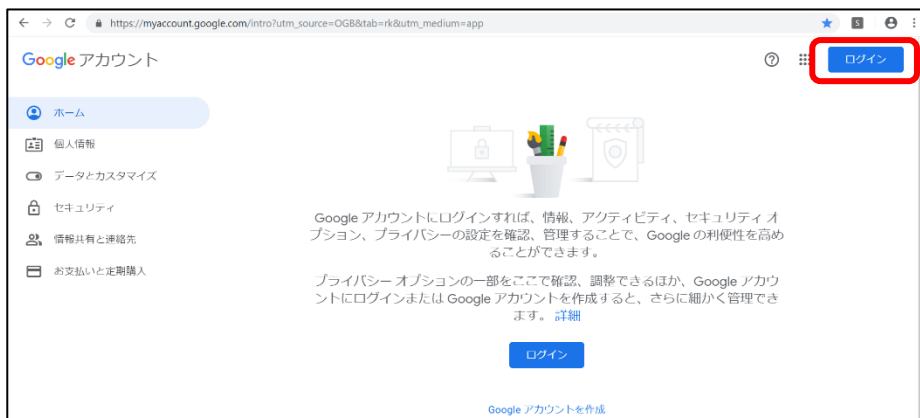 https://myaccount.google.com/intro?utm_source=OGB&tab=rk&utm_medium=app
S
Google アカウント
ログイン
ホーム
個人情報
データとカスタマイズ
セキュリティ
情報共有と連絡先
お支払いと定期購入
Google アカウントにログインすれば、情報、アクティビティ、セキュリティ オ
プション、プライバシーの設定を確認、管理することで、Google の利便性を高め
ることができます。
プライバシー オプションの一部をここで確認、調整できるほか、Google アカウ
ントにログインまたは Google アカウントを作成すると、さらに細かく管理でき
ます。 詳細
ログイン
Google アカウントを作成